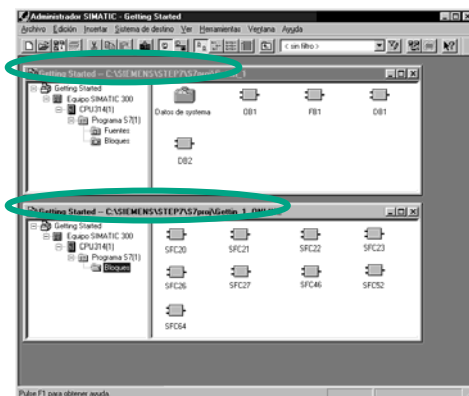 Administrador SIMATIC - Getting Started
Archivo Edición Insertar Sistema de destino Ver Herramientas Ventana Ayuda
< sin filtro >
Getting Started -- C:\SIEMENS\STEP7\S7proj\Gettin_1
Getting Started
Equipo SIMATIC 300
CPU314(1)
Programa S7(1)
Fuentes
Bloques
Datos de systema OB1 FB1 DB1
DB2
Getting Started -- C:\SIEMENS\STEP7\S7proj\Gettin_1
Getting Started
Equipo SIMATIC 300
CPU314(1)
Programa S7(1)
Bloques
SFC20 SFC21 SFC22 SFC23
SFC26 SFC27 SFC46 SFC52
SFC64
Pulse F1 para obtener ayuda.